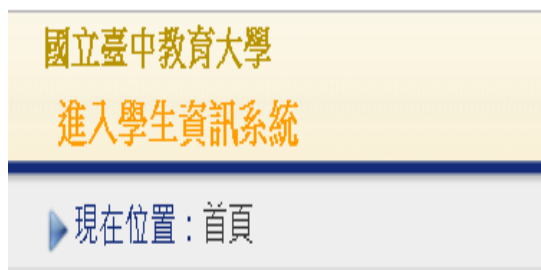 國立臺中教育大學
進入學生資訊系統
現在位置：首頁